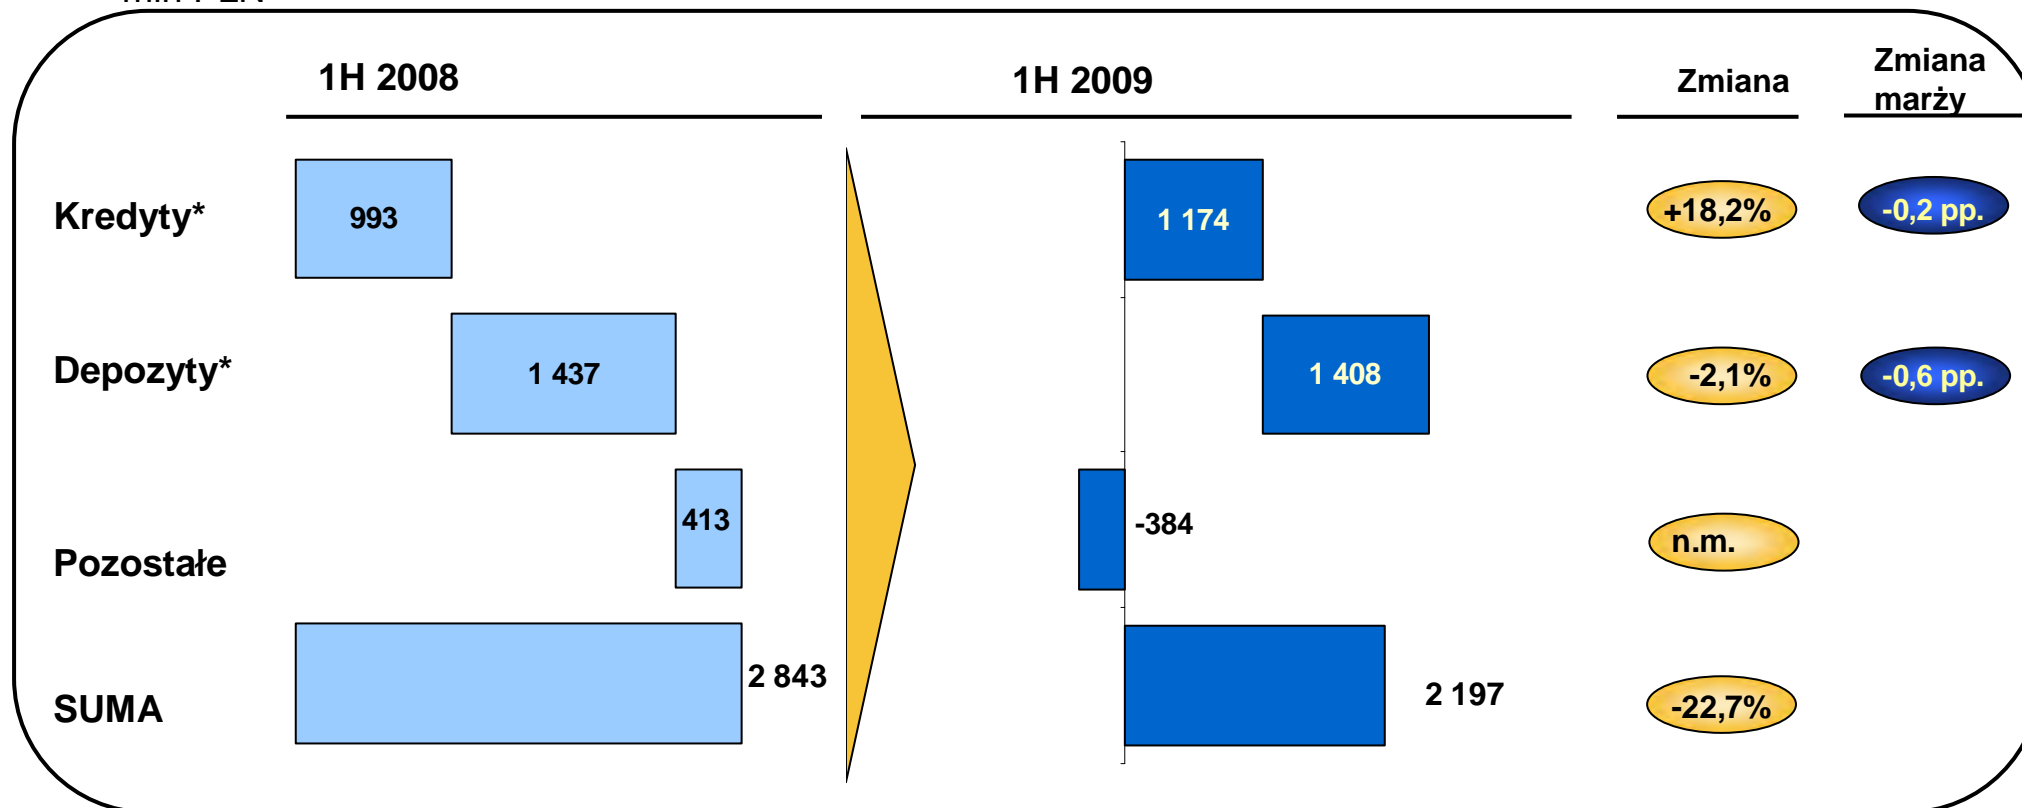 1H 2008
1H 2009
Zmiana
Zmiana
marży
Kredyty*
993
1 174
+18,2%
-0,2 pp.
Depozyty*
1 437
1 408
-2,1%
-0,6 pp.
Pozostałe
413
-384
n.m.
SUMA
2 843
2 197
-22,7%